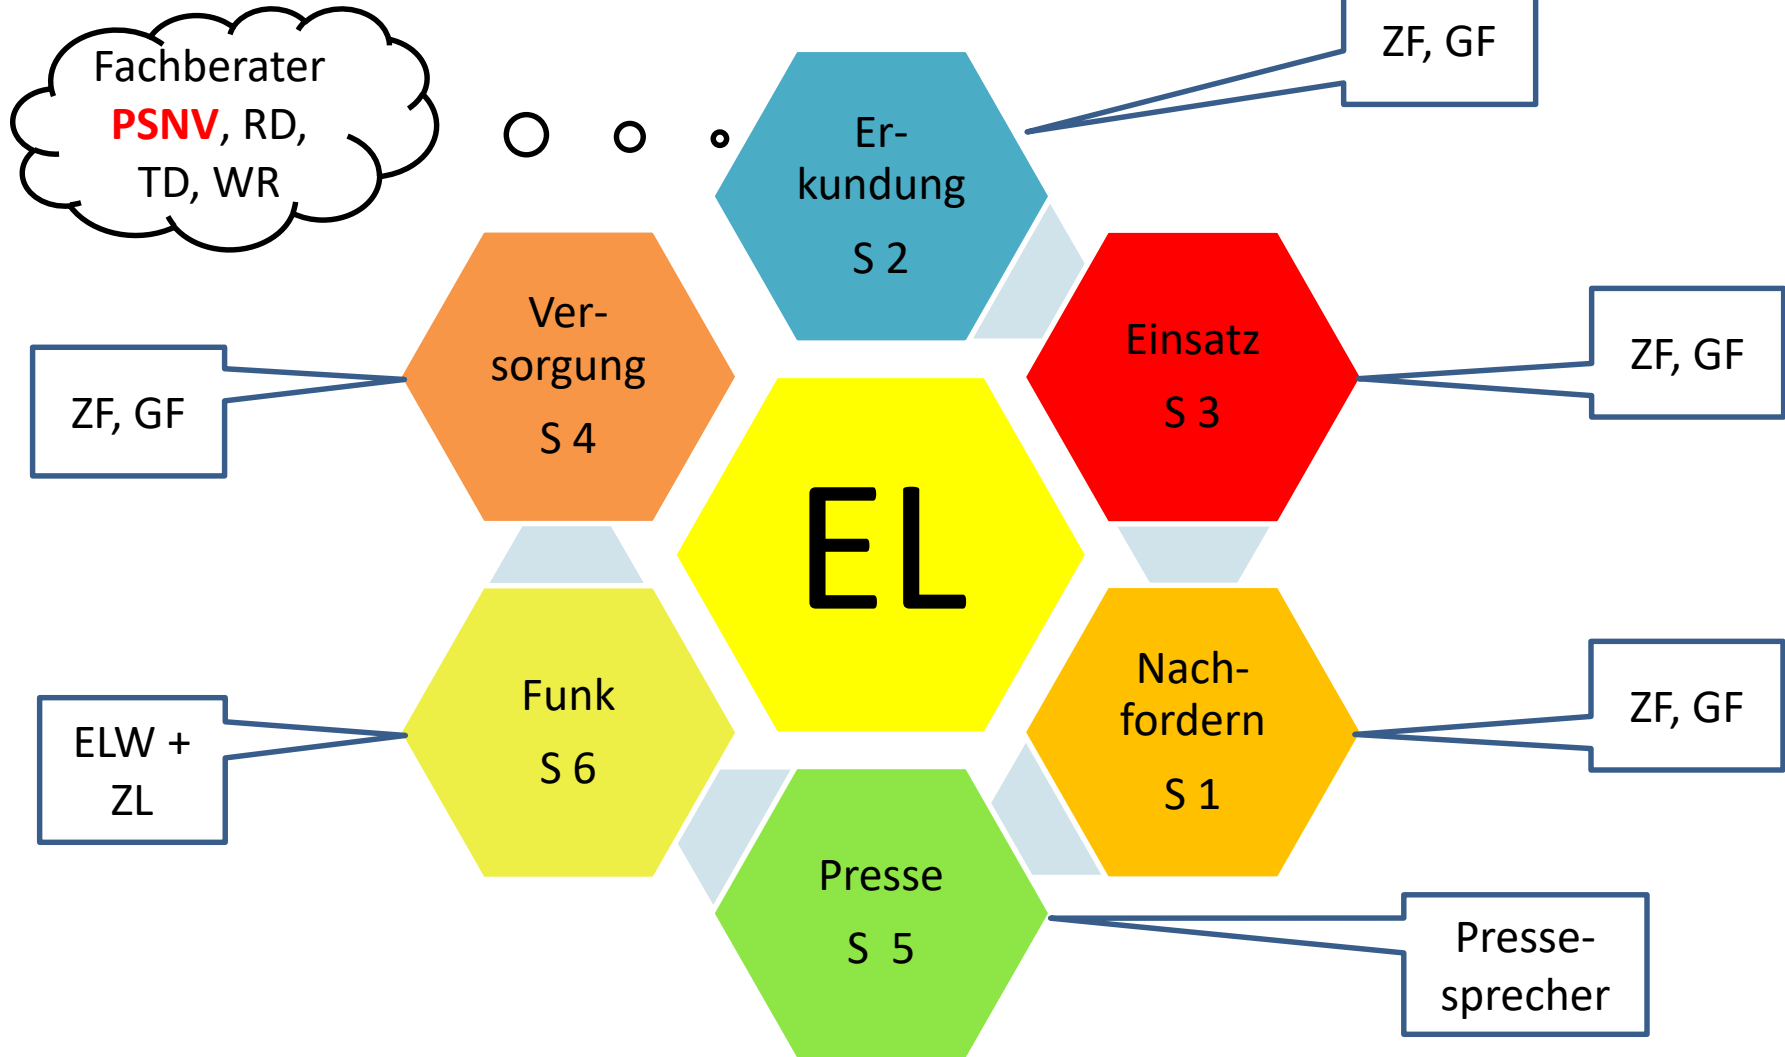 Fachberater
PSNV, RD,
TD, WR
Er-
kundung
S 2
ZF, GF
Ver-
sorgung
S 4
ZF, GF
Einsatz
S 3
ZF, GF
EL
Funk
S 6
ELW +
ZL
Nach-
fordern
S 1
ZF, GF
Presse
S 5
Presse-
sprecher